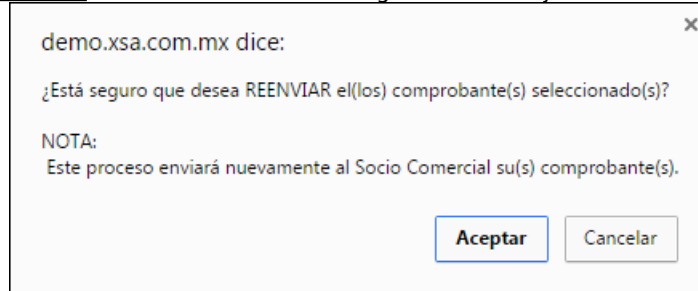 demo.xsa.com.mx dice:
¿Está seguro que desea REENVIAR el(los) comprobante(s) seleccionado(s)?
NOTA:
Este proceso enviará nuevamente al Socio Comercial su(s) comprobante(s).
Aceptar Cancelar